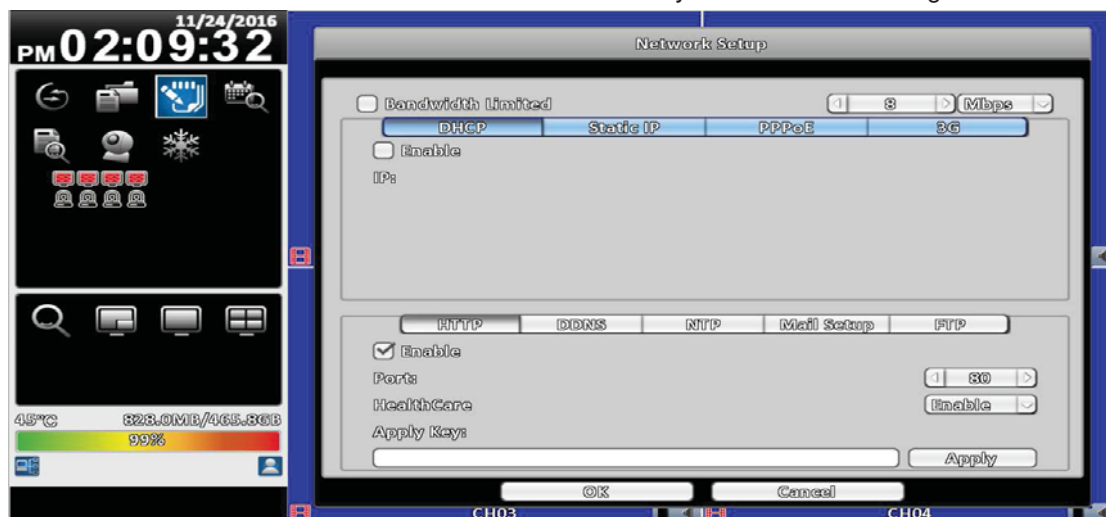 11/24/2016
PM 02:09:32
Network Setup
Bandwidth Limited 8 Mbps
DHCP Static IP PPPoE 3G
Enable
IP:
HTTP DDNS NTP Mail Setup FTP
Enable
Port: 80
HealthCare Enable
Apply Key:
Apply
45°C 828.0MB/465.8GB
99%
OK Cancel
CH03 CH04